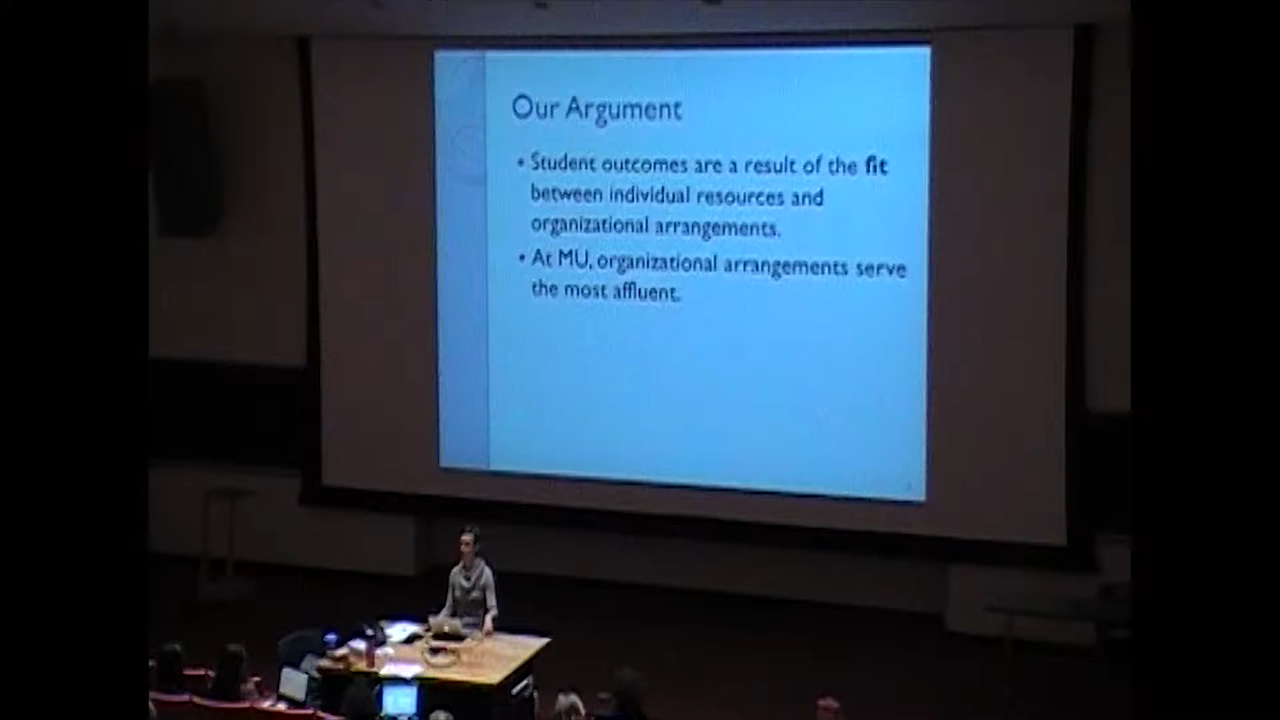 Our Argument
• Student outcomes are a result of the fit
between individual resources and
organizational arrangements.
• At MU, organizational arrangements serve
the most affluent.